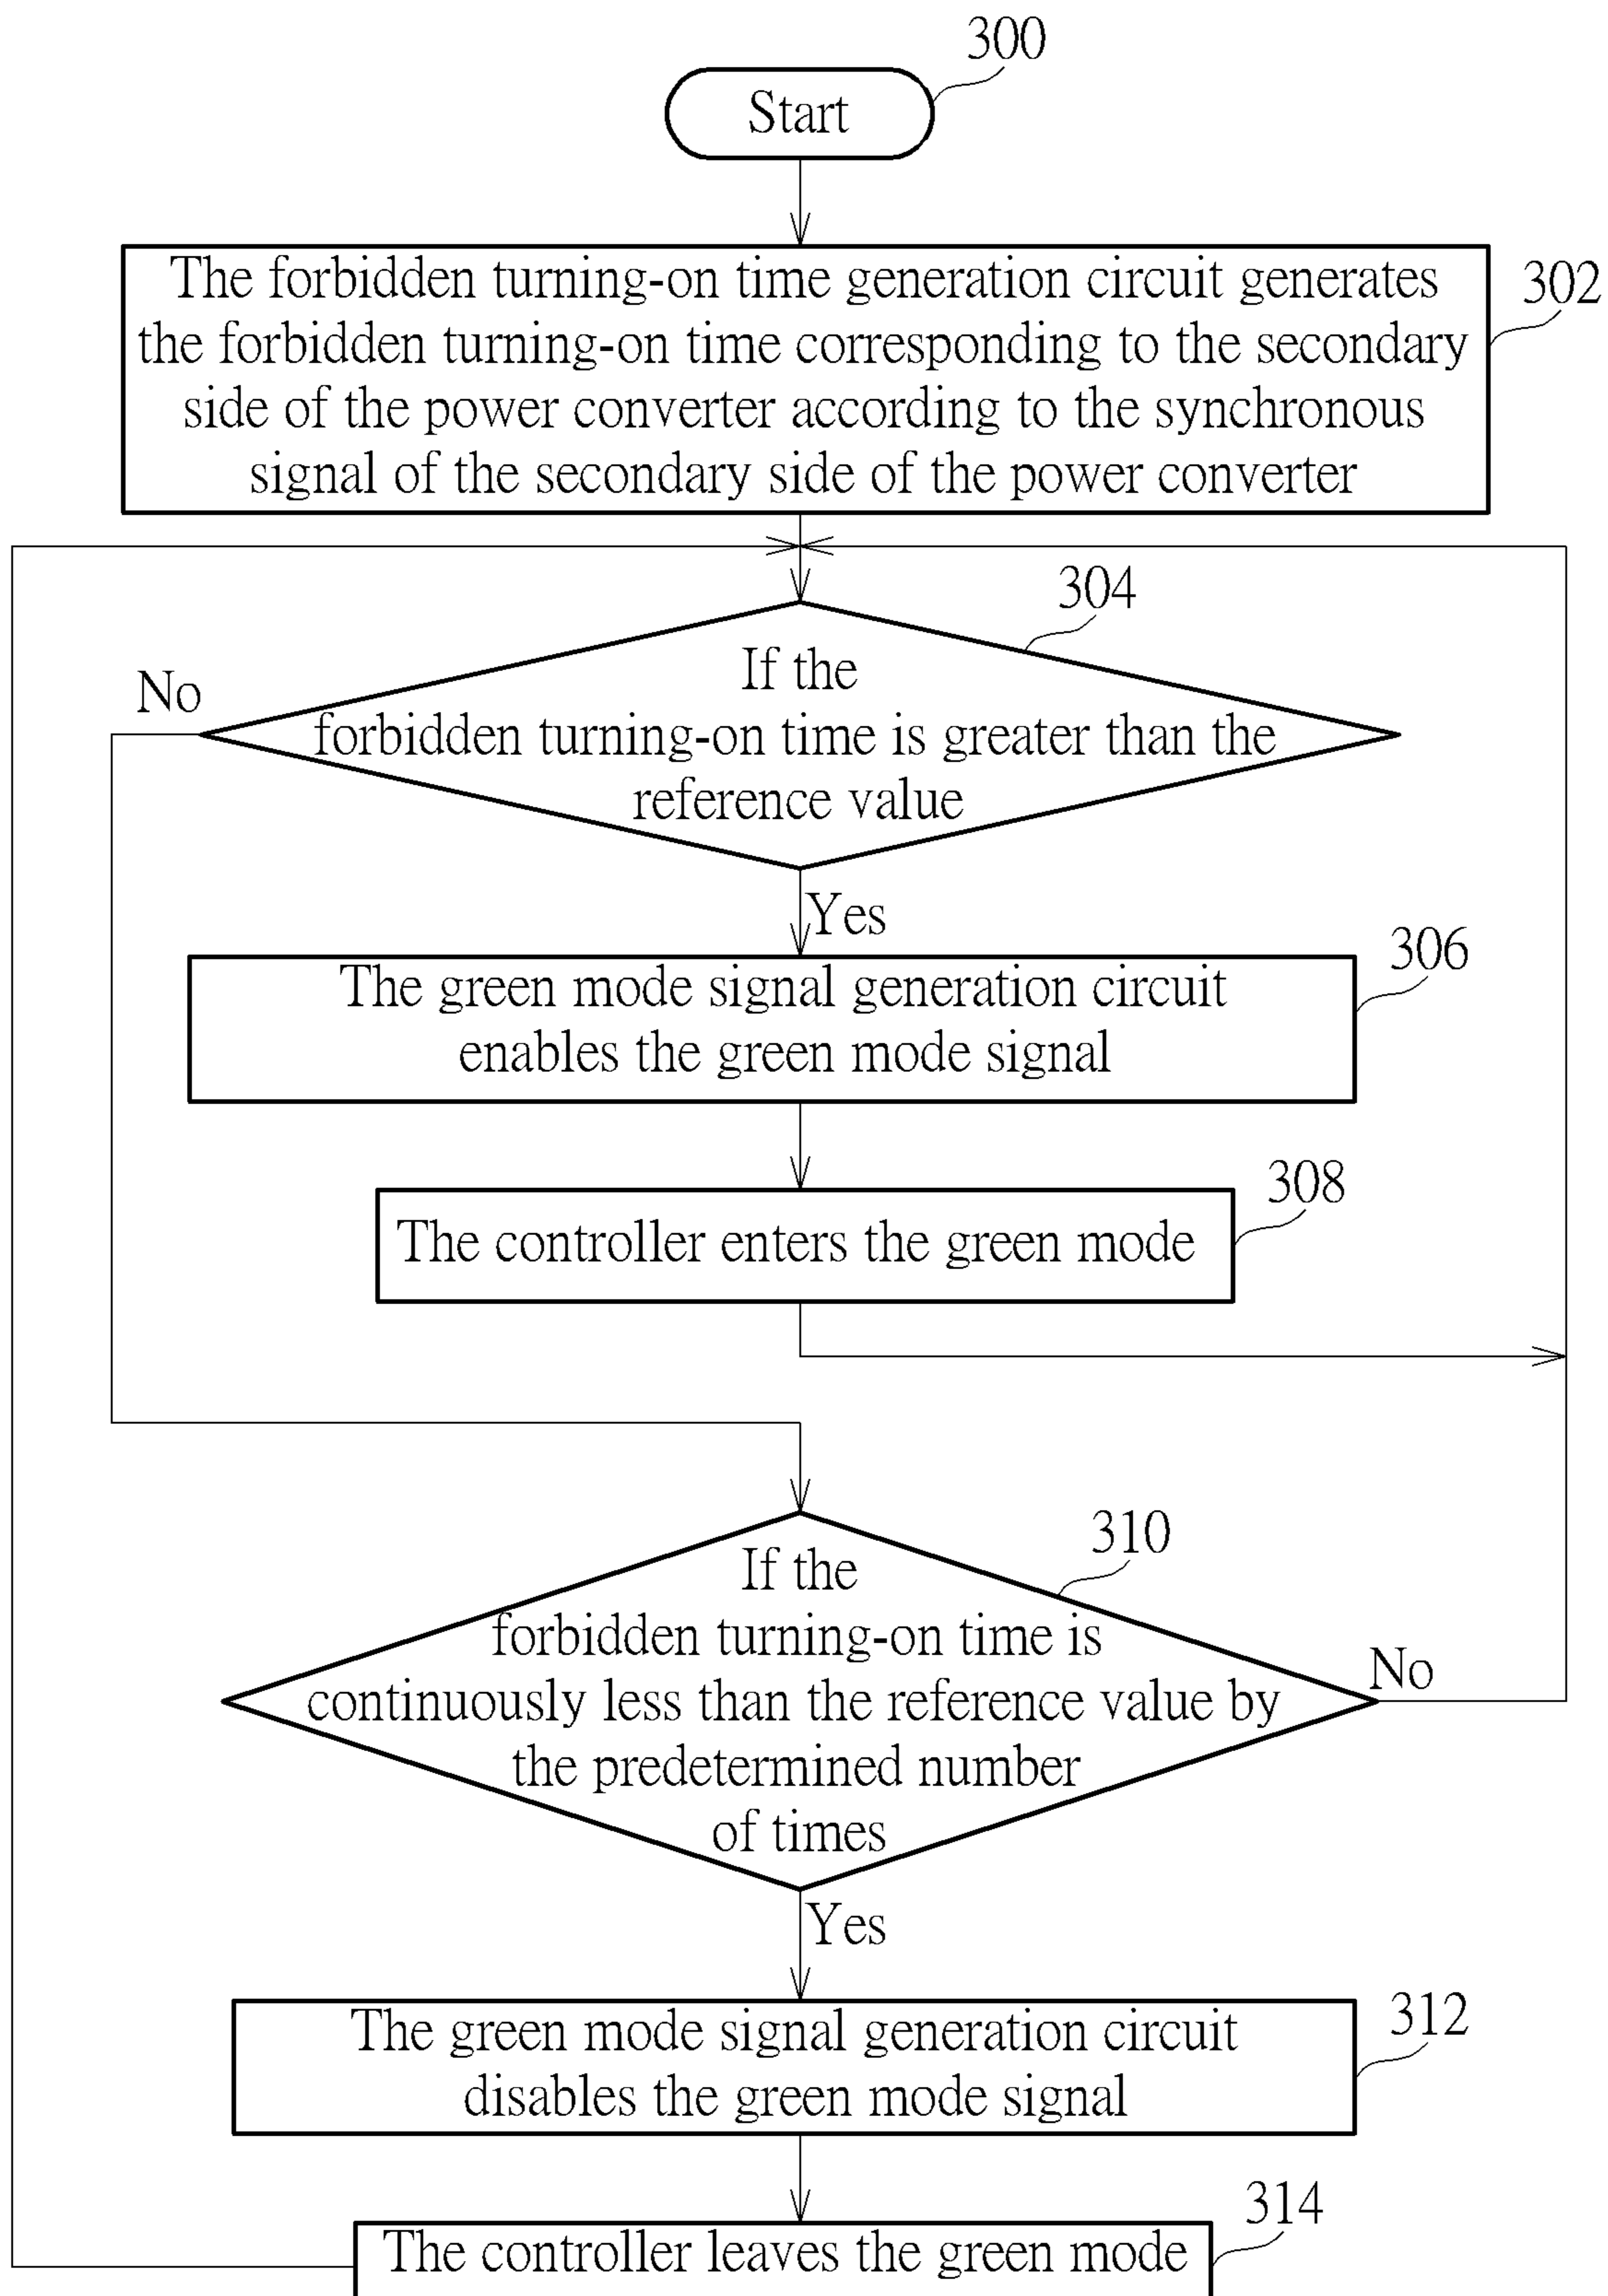 300
Start
302
The forbidden turning-on time generation circuit generates
the forbidden turning-on time corresponding to the secondary
side of the power converter according to the synchronous
signal of the secondary side of the power converter
304
No
If the
forbidden turning-on time is greater than the
reference value
Yes
306
The green mode signal generation circuit
enables the green mode signal
308
The controller enters the green mode
310
If the
forbidden turning-on time is
continuously less than the reference value by
the predetermined number
of times
No
Yes
312
The green mode signal generation circuit
disables the green mode signal
314
The controller leaves the green mode